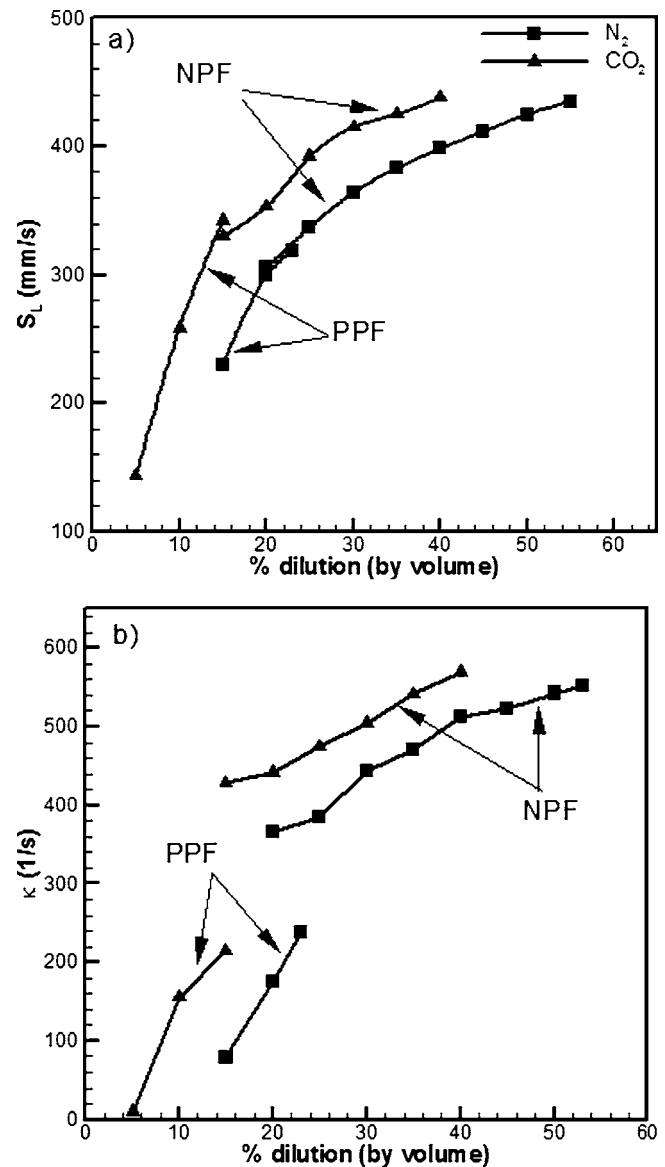 a)
N₂
CO₂
NPF
PPF
S_L (mm/s)
500
400
300
200
100
0 10 20 30 40 50 60
% dilution (by volume)
b)
PPF
NPF
κ (1/s)
600
500
400
300
200
100
0
0 10 20 30 40 50 60
% dilution (by volume)